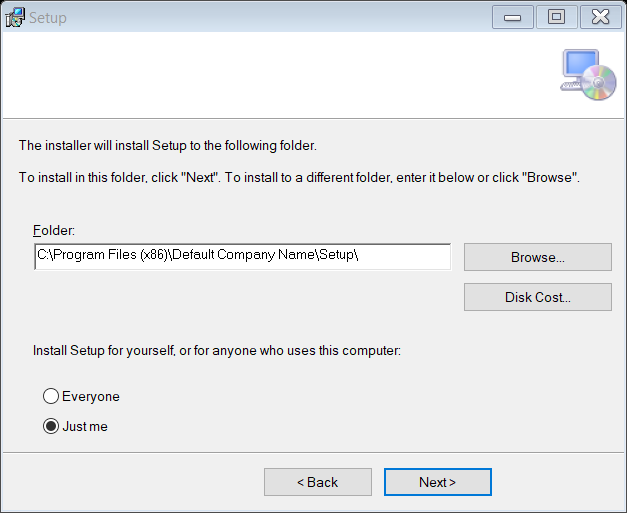 Setup
The installer will install Setup to the following folder.
To install in this folder, click "Next". To install to a different folder, enter it below or click "Browse".
Folder:
C:\Program Files (x86)\Default Company Name\Setup\
Browse...
Disk Cost...
Install Setup for yourself, or for anyone who uses this computer:
Everyone
Just me
< Back
Next >